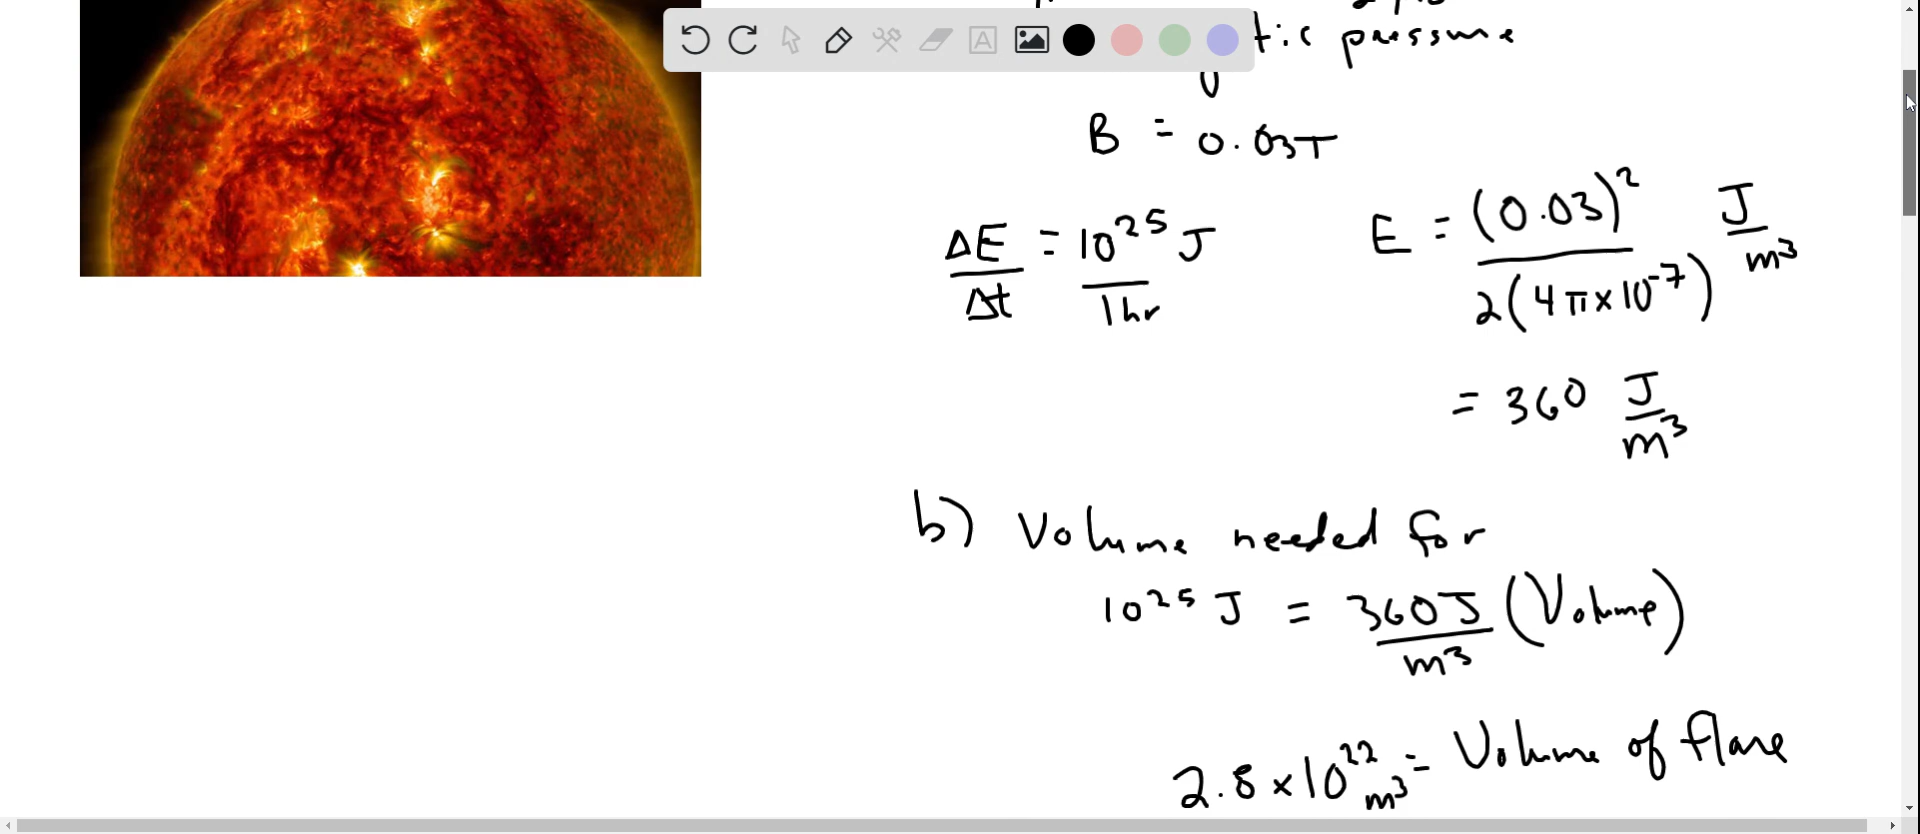 tic pressure
B = 0.03T
ΔE/Δt = 10^25 J/1hr
E = (0.03)^2/2(4π×10^-7) J/m^3
= 360 J/m^3
b) Volume needed for
10^25 J = 360J/m^3 (Volume)
2.8×10^22 m^3 = Volume of flare